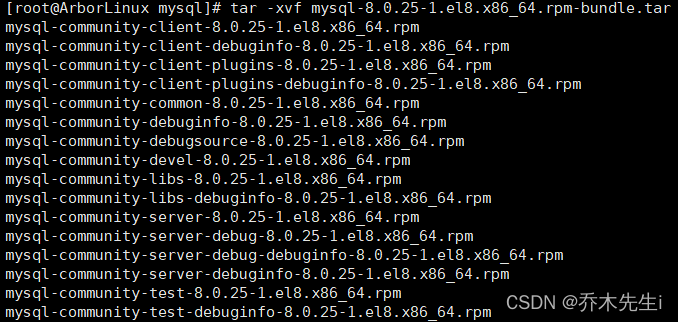 [root@ArborLinux mysql]# tar -xvf mysql-8.0.25-1.el8.x86_64.rpm-bundle.tar
mysql-community-client-8.0.25-1.el8.x86_64.rpm
mysql-community-client-debuginfo-8.0.25-1.el8.x86_64.rpm
mysql-community-client-plugins-8.0.25-1.el8.x86_64.rpm
mysql-community-client-plugins-debuginfo-8.0.25-1.el8.x86_64.rpm
mysql-community-common-8.0.25-1.el8.x86_64.rpm
mysql-community-debuginfo-8.0.25-1.el8.x86_64.rpm
mysql-community-debugsource-8.0.25-1.el8.x86_64.rpm
mysql-community-devel-8.0.25-1.el8.x86_64.rpm
mysql-community-libs-8.0.25-1.el8.x86_64.rpm
mysql-community-libs-debuginfo-8.0.25-1.el8.x86_64.rpm
mysql-community-server-8.0.25-1.el8.x86_64.rpm
mysql-community-server-debug-8.0.25-1.el8.x86_64.rpm
mysql-community-server-debug-debuginfo-8.0.25-1.el8.x86_64.rpm
mysql-community-server-debuginfo-8.0.25-1.el8.x86_64.rpm
mysql-community-test-8.0.25-1.el8.x86_64.rpm
mysql-community-test-debuginfo-8.0.25-1.el8.x86_64.rpm
CSDN @乔木先生i